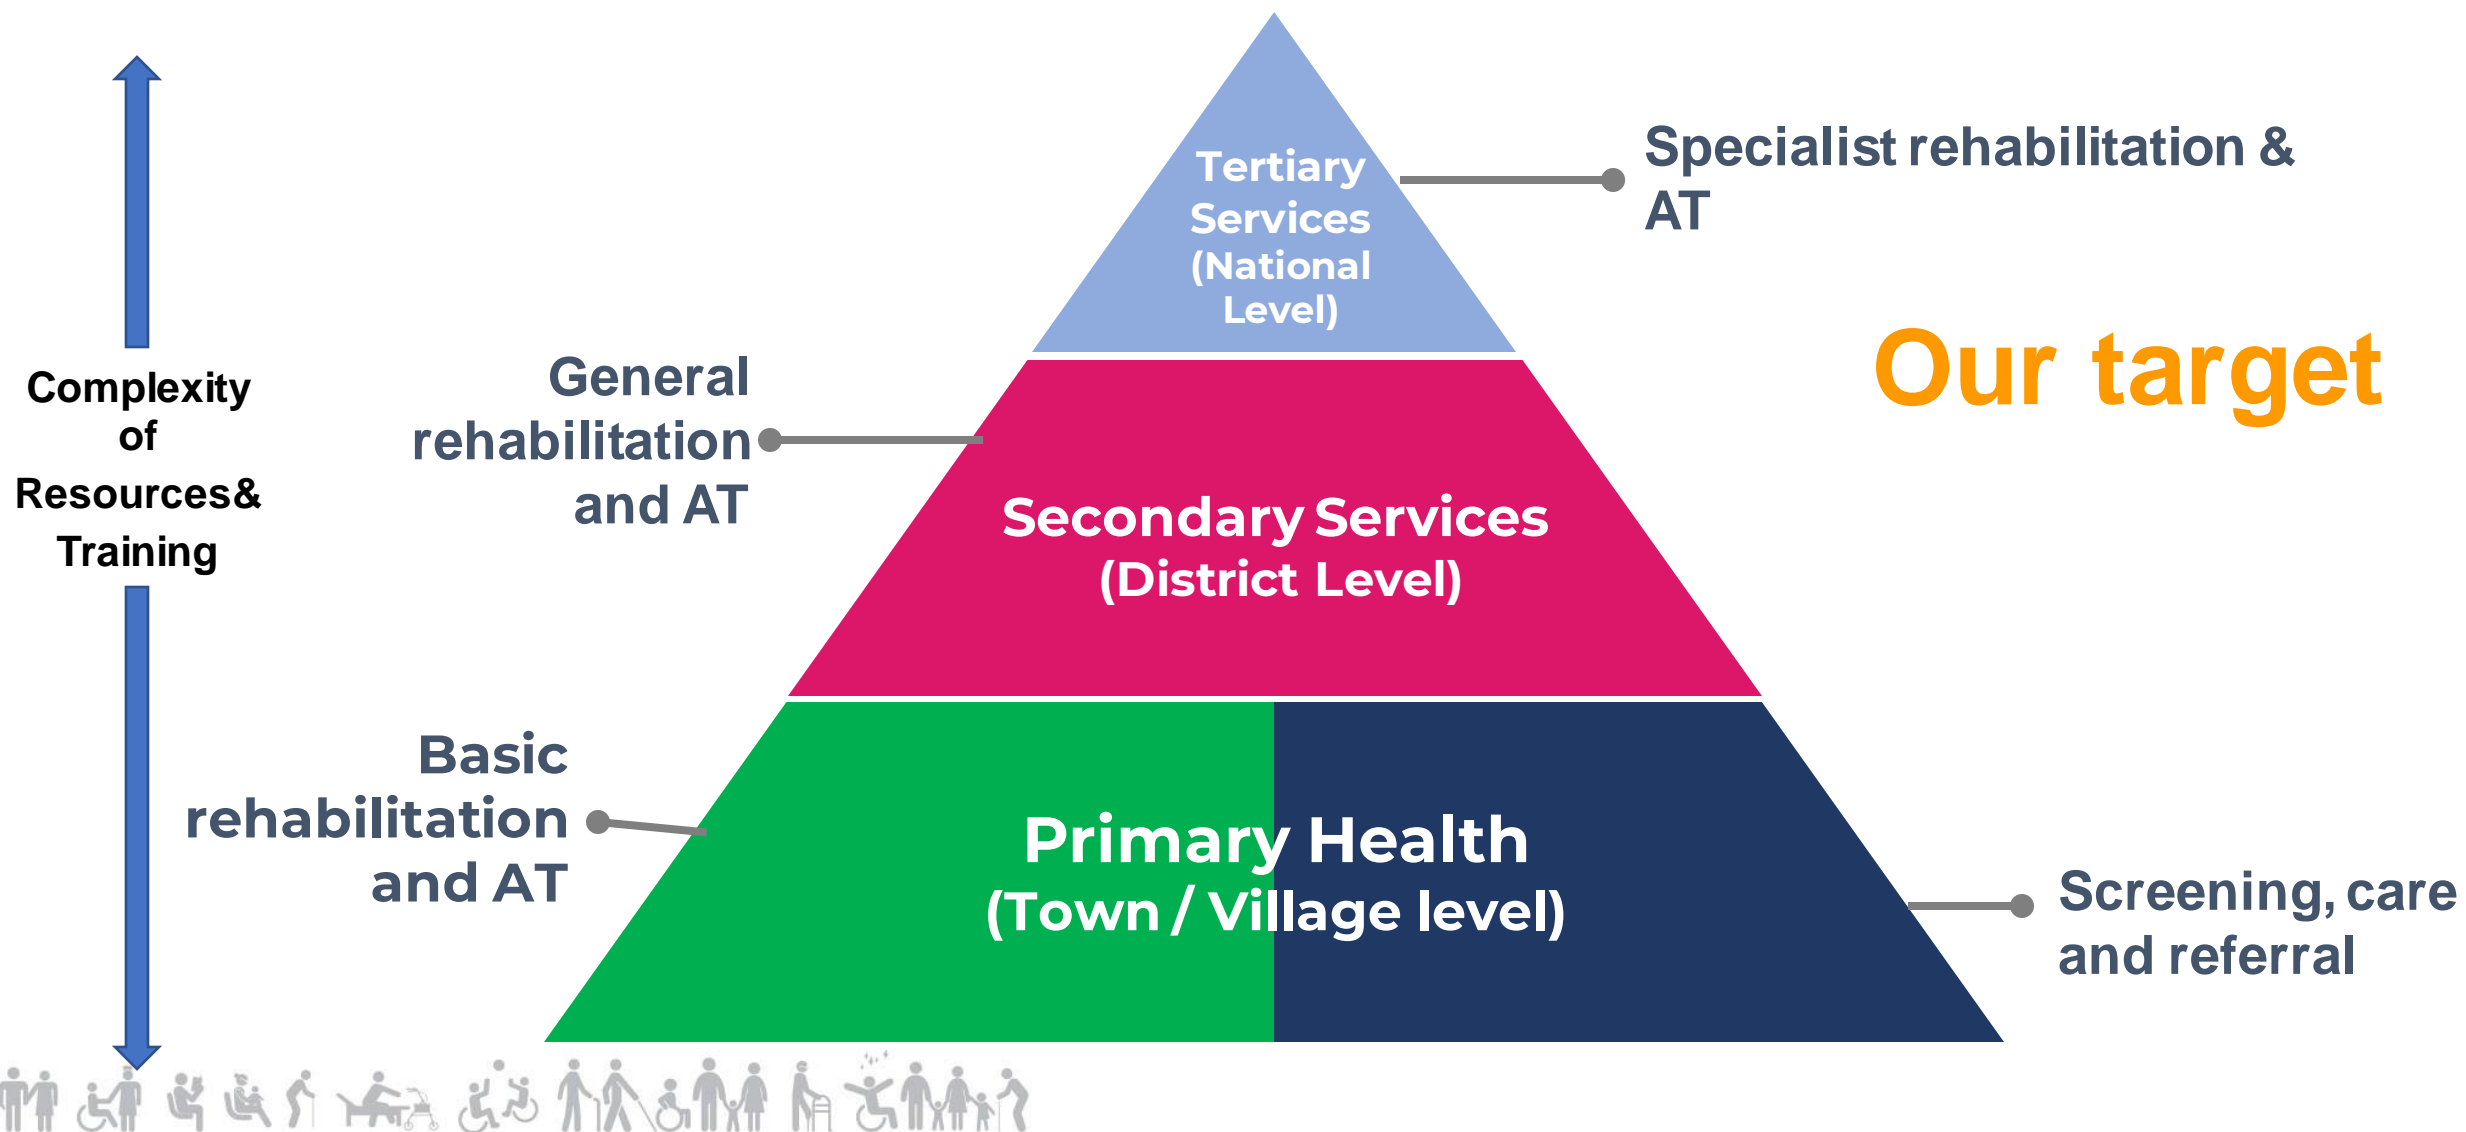 Complexity
of
Resources&
Training
Tertiary
Services
(National
Level)
Specialist rehabilitation &
AT
Our target
General
rehabilitation
and AT
Secondary Services
(District Level)
Basic
rehabilitation
and AT
Primary Health
(Town / Village level)
Screening, care
and referral